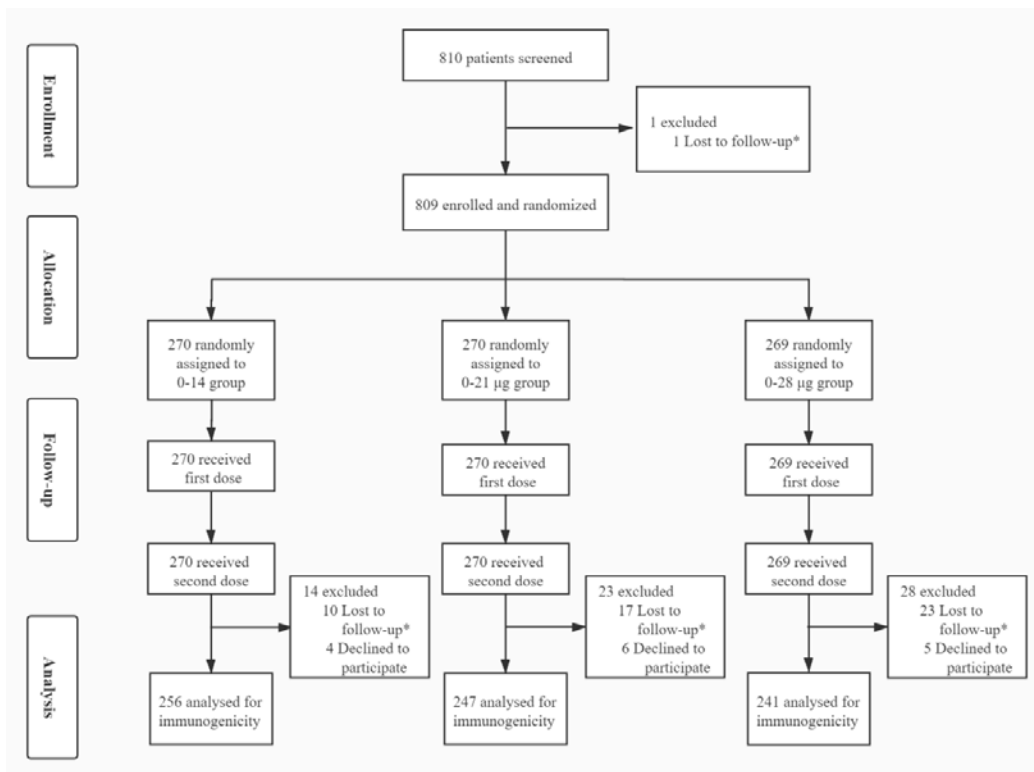 Enrollment
810 patients screened
1 excluded
1 Lost to follow-up*
809 enrolled and randomized
Allocation
270 randomly
assigned to
0-14 group
270 randomly
assigned to
0-21 μg group
269 randomly
assigned to
0-28 μg group
Follow-up
270 received
first dose
270 received
first dose
269 received
first dose
270 received
second dose
270 received
second dose
269 received
second dose
14 excluded
10 Lost to
follow-up*
4 Declined to
participate
23 excluded
17 Lost to
follow-up*
6 Declined to
participate
28 excluded
23 Lost to
follow-up*
5 Declined to
participate
Analysis
256 analysed for
immunogenicity
247 analysed for
immunogenicity
241 analysed for
immunogenicity